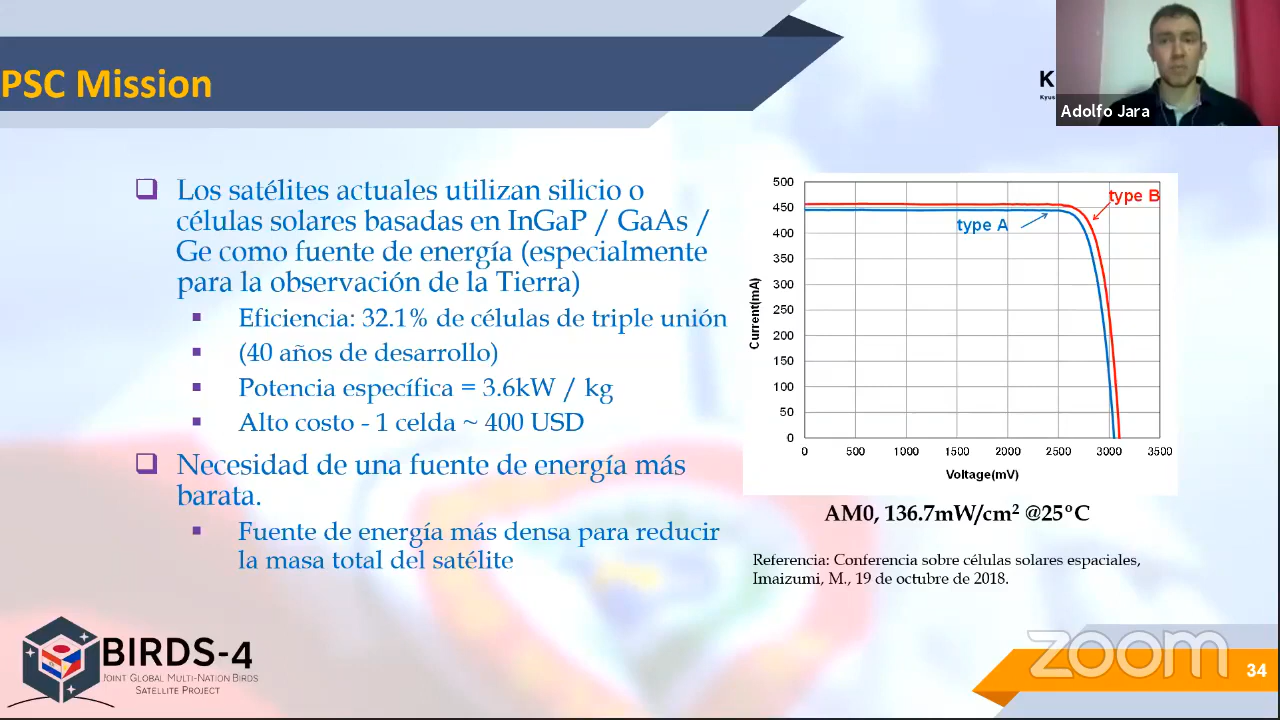 PSC Mission
K
Kyus
Adolfo Jara
Los satélites actuales utilizan silicio o
células solares basadas en InGaP / GaAs /
Ge como fuente de energía (especialmente
para la observación de la Tierra)
Eficiencia: 32.1% de células de triple unión
(40 años de desarrollo)
Potencia específica = 3.6kW / kg
Alto costo - 1 celda ~ 400 USD
Necesidad de una fuente de energía más
barata.
Fuente de energía más densa para reducir
la masa total del satélite
500
450
400
350
300
250
200
150
100
50
0
Current(mA)
type B
type A
0 500 1000 1500 2000 2500 3000 3500
Voltage(mV)
AM0, 136.7mW/cm² @25°C
Referencia: Conferencia sobre células solares espaciales,
Imaizumi, M., 19 de octubre de 2018.
BIRDS-4
JOINT GLOBAL MULTI-NATION BIRDS
SATELLITE PROJECT
zoom
34